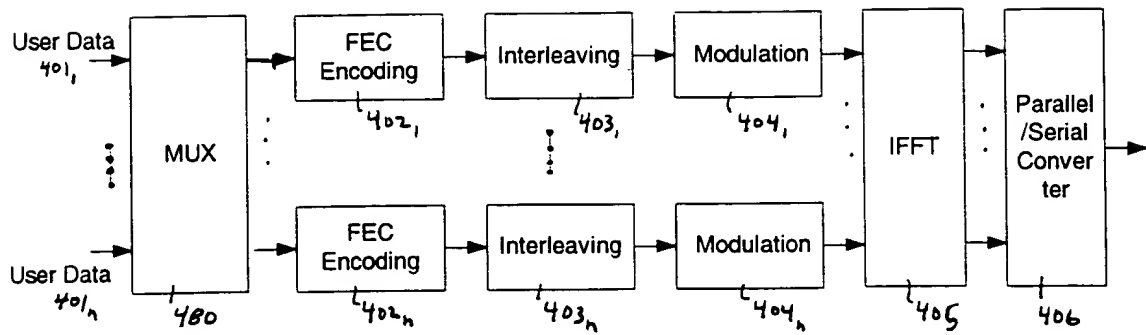 User Data
401₁
MUX
FEC
Encoding
402₁
Interleaving
403₁
Modulation
404₁
IFFT
Parallel
/Serial
Conver
ter
User Data
401ₙ
480
FEC
Encoding
402ₙ
Interleaving
403ₙ
Modulation
404ₙ
405
406